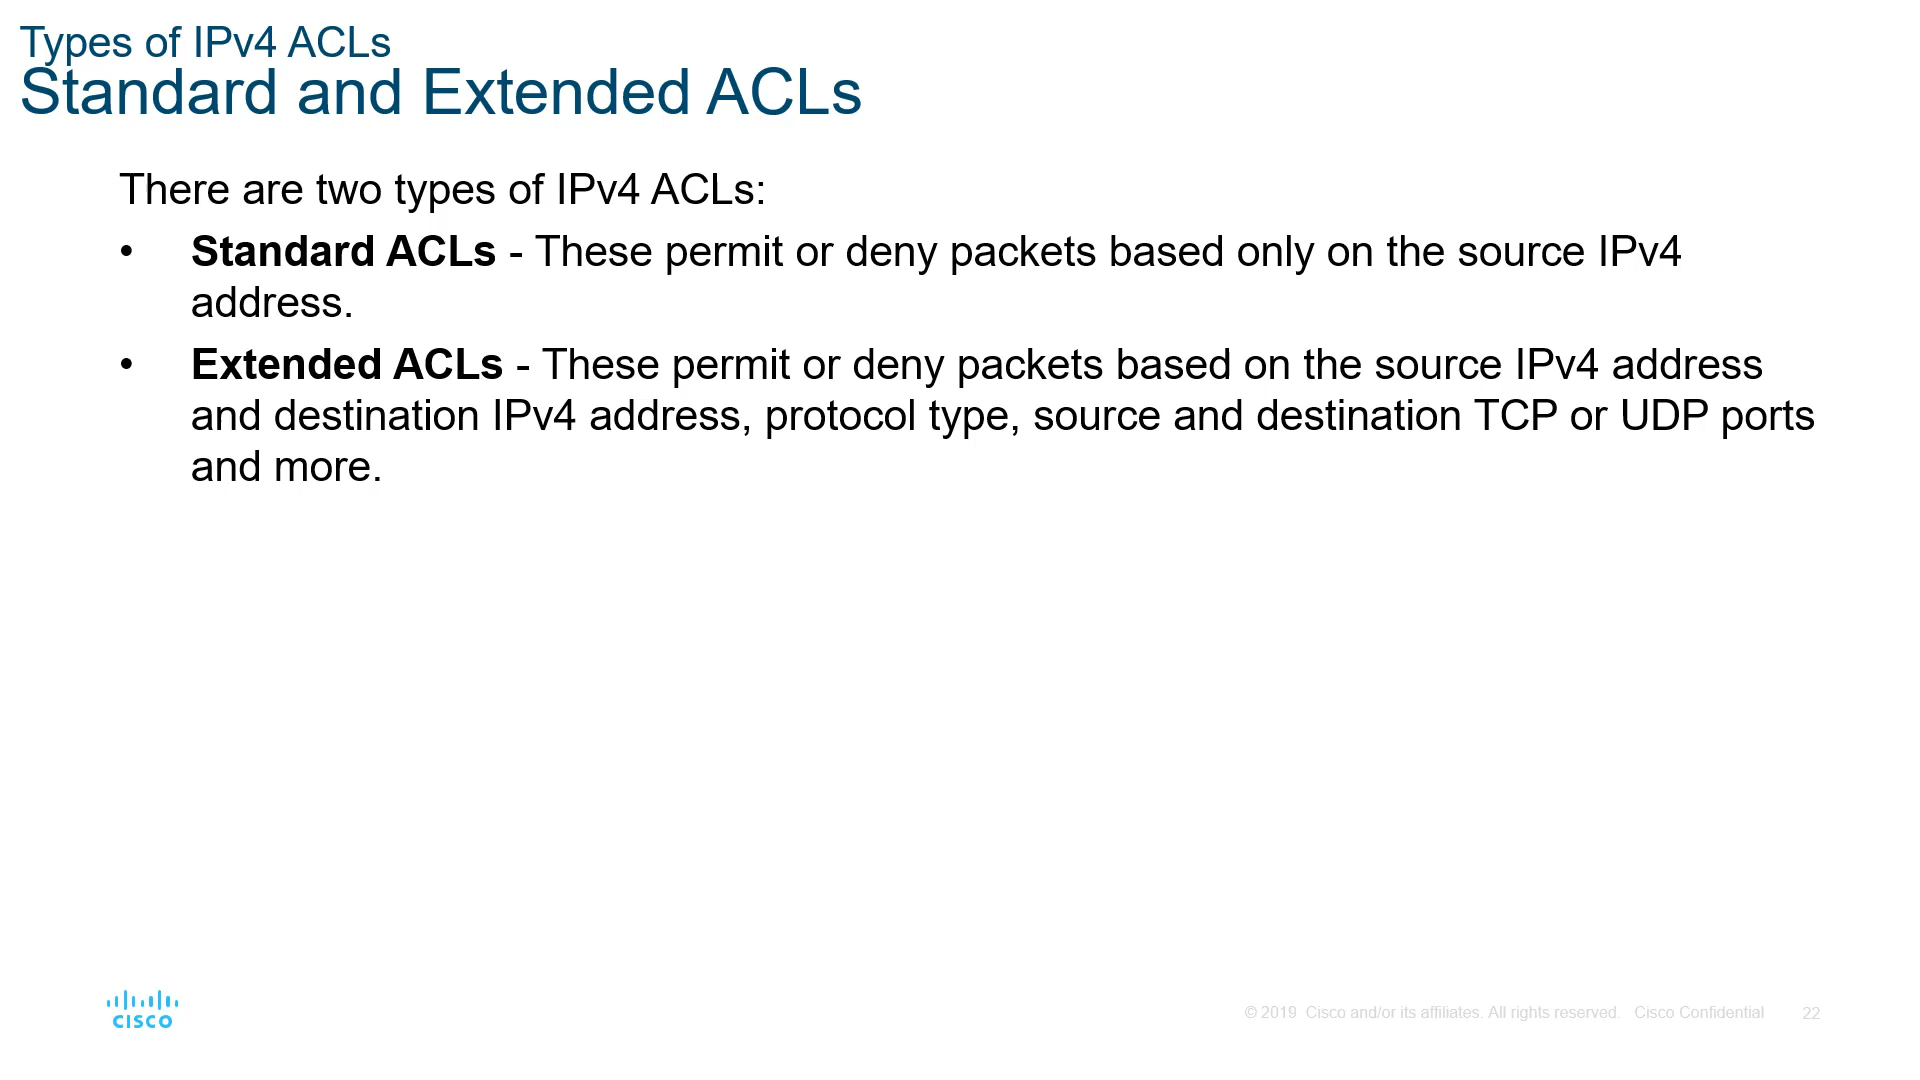 Types of IPv4 ACLs
Standard and Extended ACLs
There are two types of IPv4 ACLs:
• Standard ACLs - These permit or deny packets based only on the source IPv4
address.
• Extended ACLs - These permit or deny packets based on the source IPv4 address
and destination IPv4 address, protocol type, source and destination TCP or UDP ports
and more.
CISCO
© 2019 Cisco and/or its affiliates. All rights reserved. Cisco Confidential 22